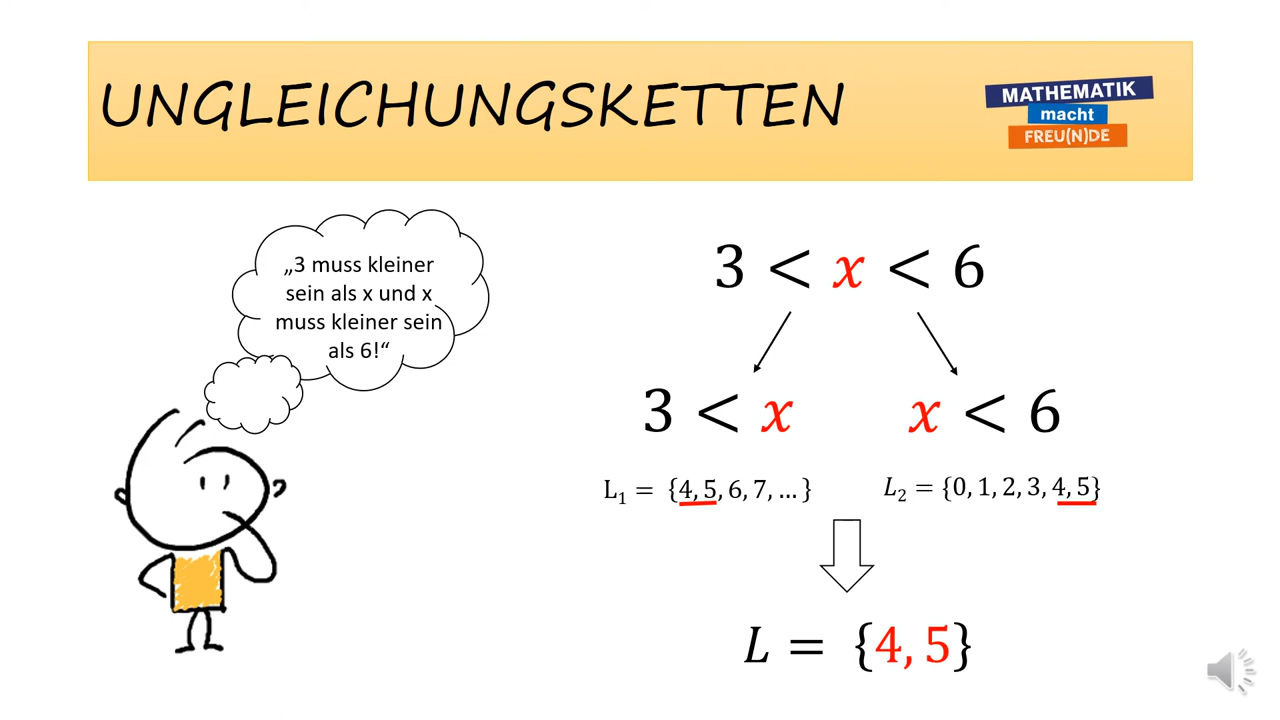 UNGLEICHUNGSKETTEN
MATHEMATIK
macht
FREU(N)DE
„3 muss kleiner
sein als x und x
muss kleiner sein
als 6!“
3 < x < 6
3 < x
x < 6
L₁ = {4, 5, 6, 7, … }
L₂ = {0, 1, 2, 3, 4, 5}
L = {4, 5}